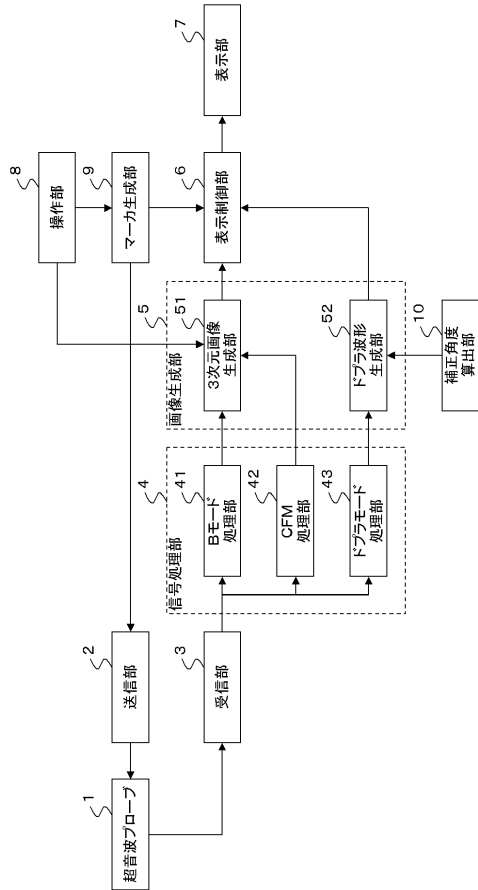 1
超音波プローブ
2
送信部
3
受信部
4
信号処理部
41
Bモード
処理部
42
CFM
処理部
43
ドプラモード
処理部
5
画像生成部
51
3次元画像
生成部
52
ドプラ波形
生成部
10
補正角度
算出部
8
操作部
9
マーカ生成部
6
表示制御部
7
表示部